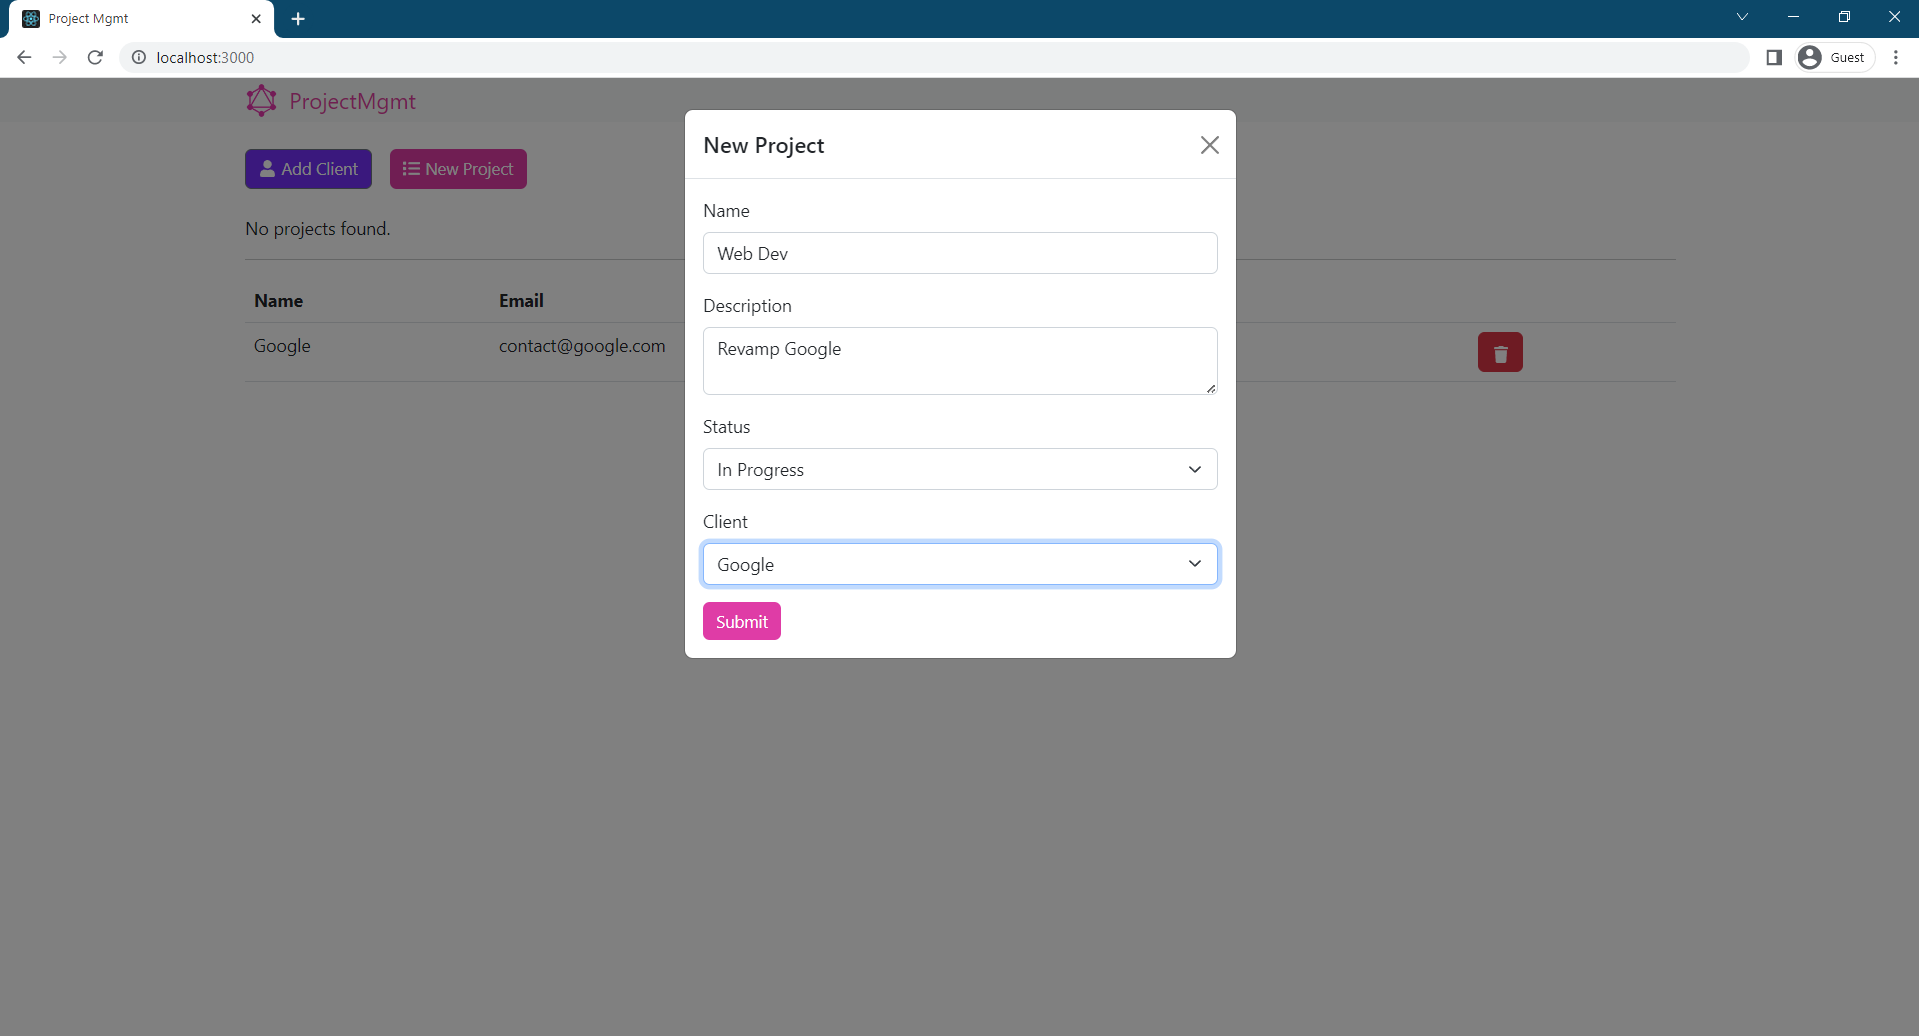 Project Mgmt
localhost:3000
Guest
ProjectMgmt
Add Client
New Project
No projects found.
Name Email
Google contact@google.com
New Project
Name
Web Dev
Description
Revamp Google
Status
In Progress
Client
Google
Submit